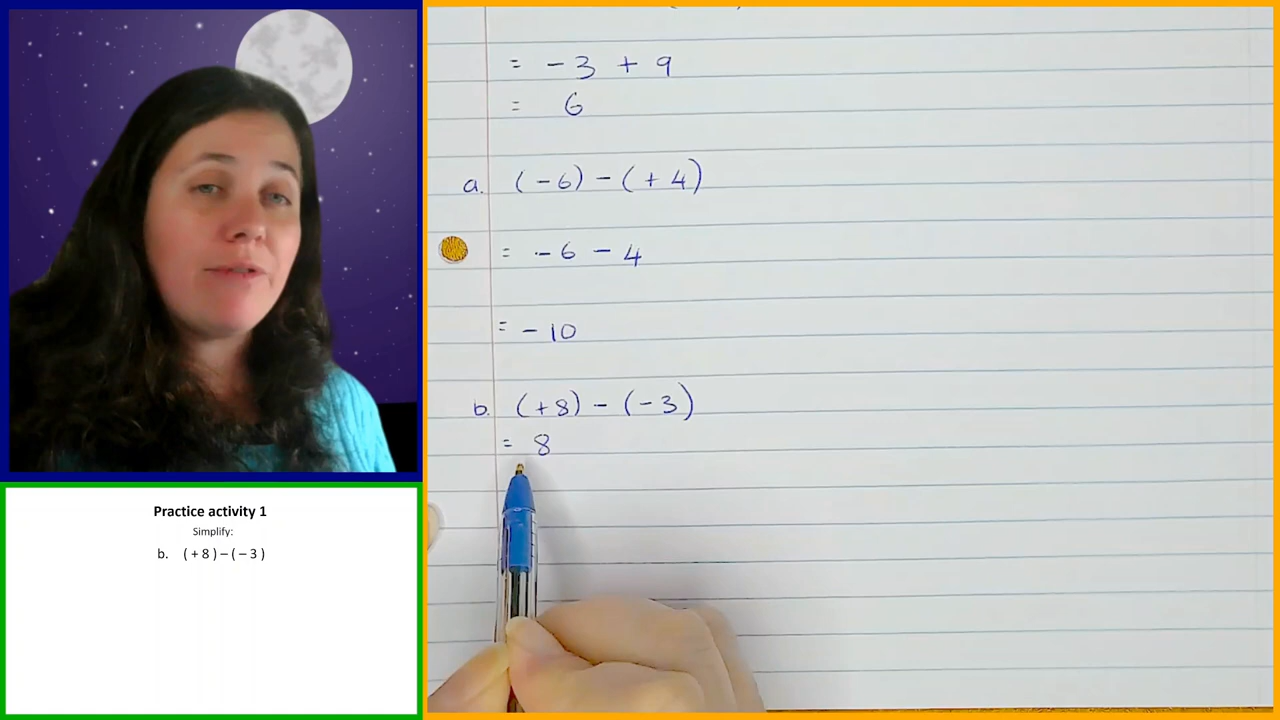 = -3 + 9
= 6
a. (-6) - (+4)
= -6 - 4
= -10
b. (+8) - (-3)
= 8
Practice activity 1
Simplify:
b. ( + 8 ) – ( – 3 )